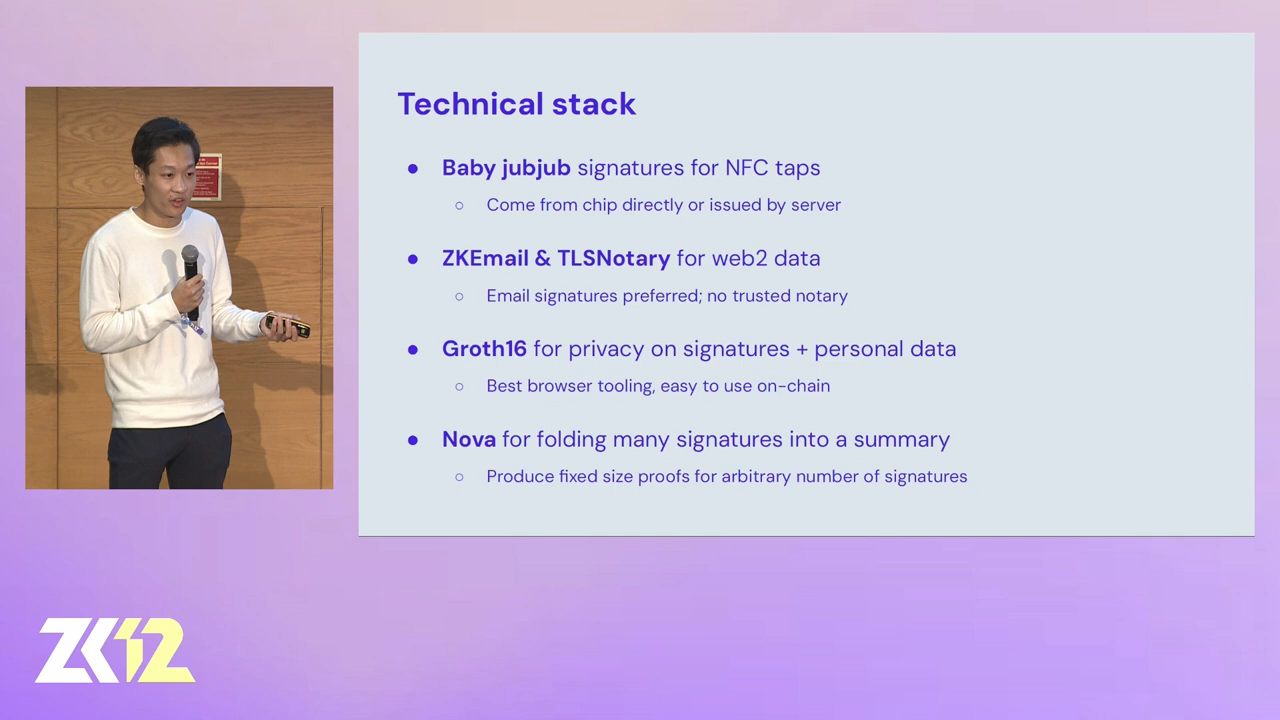 Technical stack
● Baby jubjub signatures for NFC taps
○ Come from chip directly or issued by server
● ZKEmail & TLSNotary for web2 data
○ Email signatures preferred; no trusted notary
● Groth16 for privacy on signatures + personal data
○ Best browser tooling, easy to use on-chain
● Nova for folding many signatures into a summary
○ Produce fixed size proofs for arbitrary number of signatures
ZK12